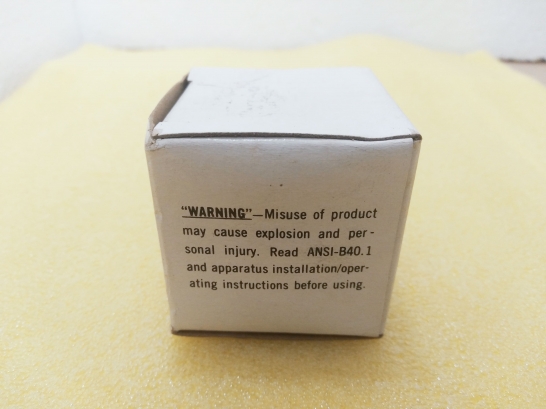 "WARNING"—Misuse of product
may cause explosion and per-
sonal injury. Read ANSI-B40.1
and apparatus installation/oper-
ating instructions before using.